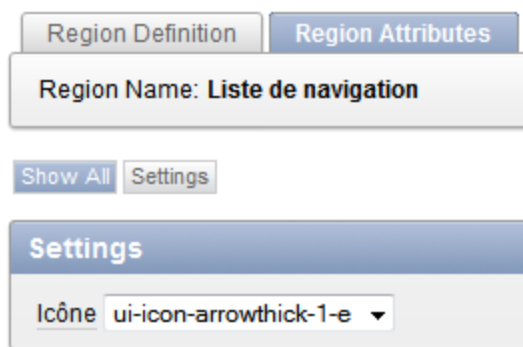 Region Definition Region Attributes
Region Name: Liste de navigation
Show All Settings
Settings
Icône ui-icon-arrowthick-1-e